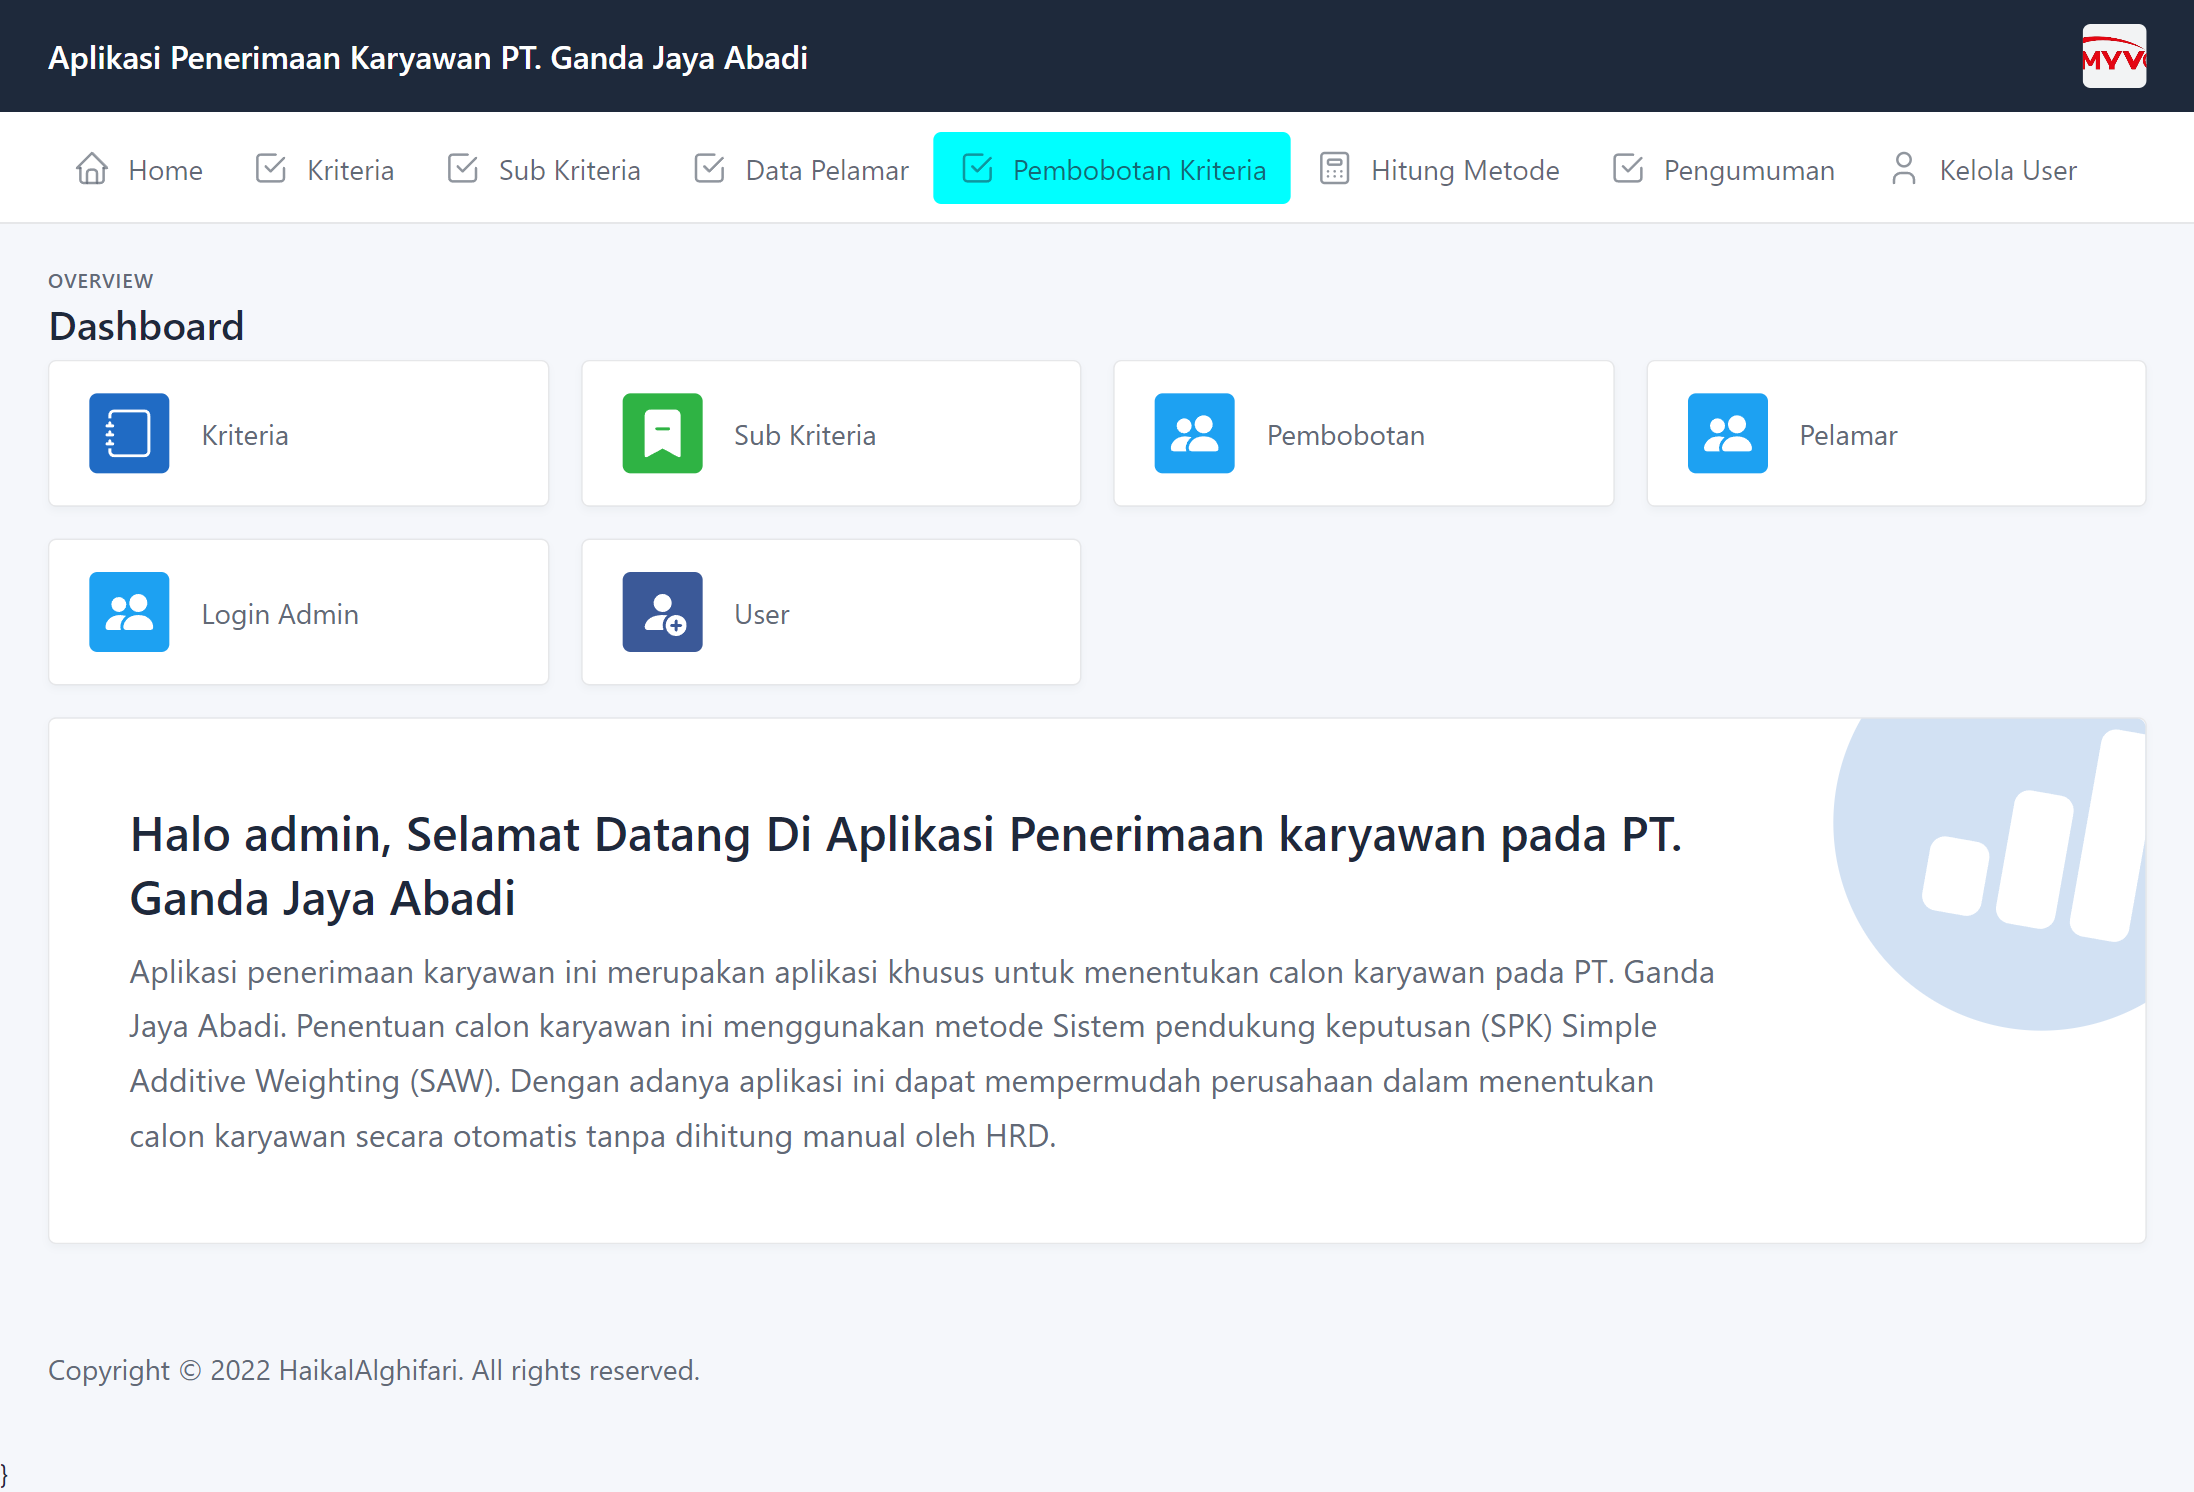 Aplikasi Penerimaan Karyawan PT. Ganda Jaya Abadi
Home Kriteria Sub Kriteria Data Pelamar Pembobotan Kriteria Hitung Metode Pengumuman Kelola User
OVERVIEW
Dashboard
Kriteria
Sub Kriteria
Pembobotan
Pelamar
Login Admin
User
Halo admin, Selamat Datang Di Aplikasi Penerimaan karyawan pada PT.
Ganda Jaya Abadi
Aplikasi penerimaan karyawan ini merupakan aplikasi khusus untuk menentukan calon karyawan pada PT. Ganda
Jaya Abadi. Penentuan calon karyawan ini menggunakan metode Sistem pendukung keputusan (SPK) Simple
Additive Weighting (SAW). Dengan adanya aplikasi ini dapat mempermudah perusahaan dalam menentukan
calon karyawan secara otomatis tanpa dihitung manual oleh HRD.
Copyright © 2022 HaikalAlghifari. All rights reserved.
}